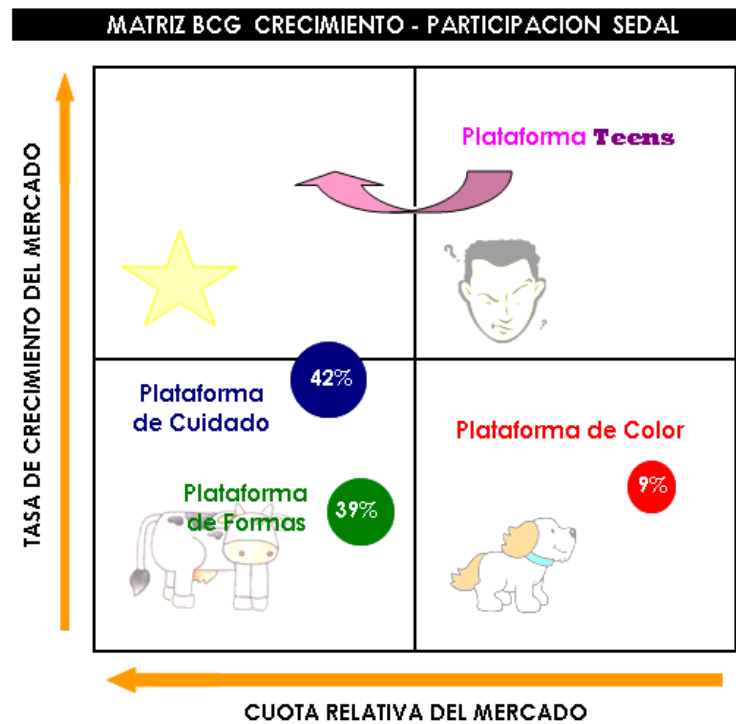 MATRIZ BCG CRECIMIENTO - PARTICIPACION SEDAL
TASA DE CRECIMIENTO DEL MERCADO
Plataforma Teens
?
?
42%
Plataforma
de Cuidado
Plataforma de Color
9%
Plataforma
de Formas
39%
CUOTA RELATIVA DEL MERCADO